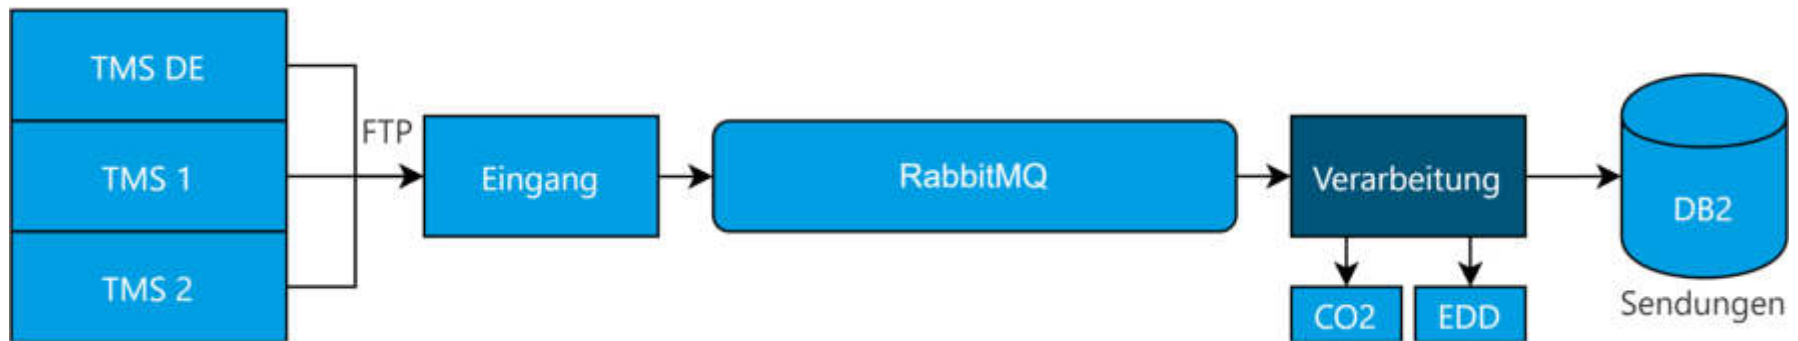 TMS DE
TMS 1
TMS 2
FTP
Eingang
RabbitMQ
Verarbeitung
CO2
EDD
DB2
Sendungen